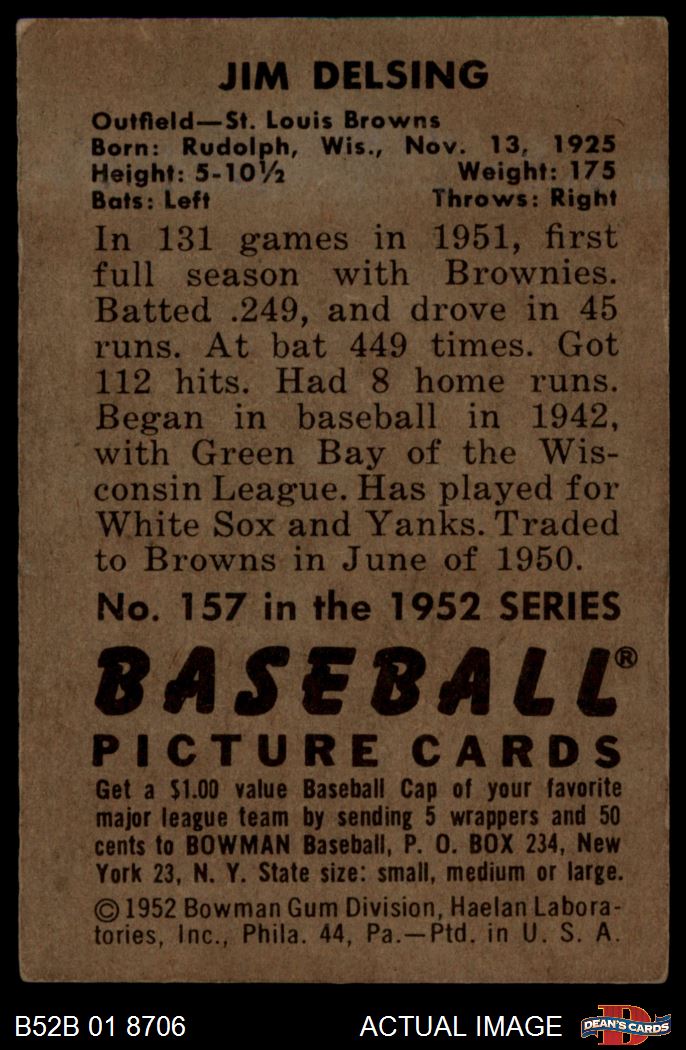 JIM DELSING
Outfield—St. Louis Browns
Born: Rudolph, Wis., Nov. 13, 1925
Height: 5-10½ Weight: 175
Bats: Left Throws: Right
In 131 games in 1951, first
full season with Brownies.
Batted .249, and drove in 45
runs. At bat 449 times. Got
112 hits. Had 8 home runs.
Began in baseball in 1942,
with Green Bay of the Wis-
consin League. Has played for
White Sox and Yanks. Traded
to Browns in June of 1950.
No. 157 in the 1952 SERIES
BASEBALL®
PICTURE CARDS
Get a $1.00 value Baseball Cap of your favorite
major league team by sending 5 wrappers and 50
cents to BOWMAN Baseball, P. O. BOX 234, New
York 23, N. Y. State size: small, medium or large.
© 1952 Bowman Gum Division, Haelan Labora-
tories, Inc., Phila. 44, Pa.—Ptd. in U. S. A.
B52B 01 8706 ACTUAL IMAGE D DEAN'S CARDS